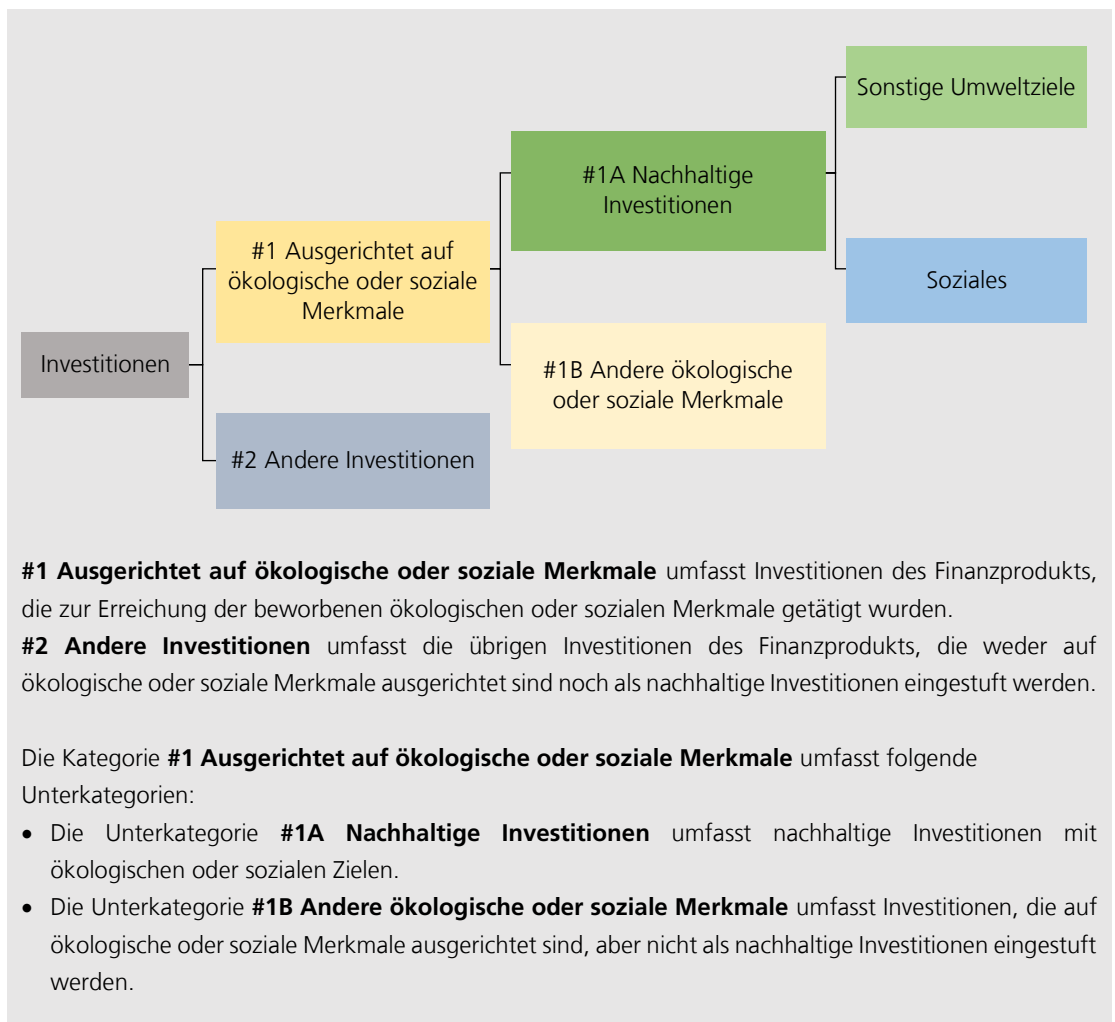 Sonstige Umweltziele
#1A Nachhaltige
Investitionen
#1 Ausgerichtet auf
ökologische oder soziale
Merkmale
Soziales
Investitionen
#1B Andere ökologische
oder soziale Merkmale
#2 Andere Investitionen
#1 Ausgerichtet auf ökologische oder soziale Merkmale umfasst Investitionen des Finanzprodukts,
die zur Erreichung der beworbenen ökologischen oder sozialen Merkmale getätigt wurden.
#2 Andere Investitionen umfasst die übrigen Investitionen des Finanzprodukts, die weder auf
ökologische oder soziale Merkmale ausgerichtet sind noch als nachhaltige Investitionen eingestuft werden.
Die Kategorie #1 Ausgerichtet auf ökologische oder soziale Merkmale umfasst folgende
Unterkategorien:
• Die Unterkategorie #1A Nachhaltige Investitionen umfasst nachhaltige Investitionen mit
ökologischen oder sozialen Zielen.
• Die Unterkategorie #1B Andere ökologische oder soziale Merkmale umfasst Investitionen, die auf
ökologische oder soziale Merkmale ausgerichtet sind, aber nicht als nachhaltige Investitionen eingestuft
werden.